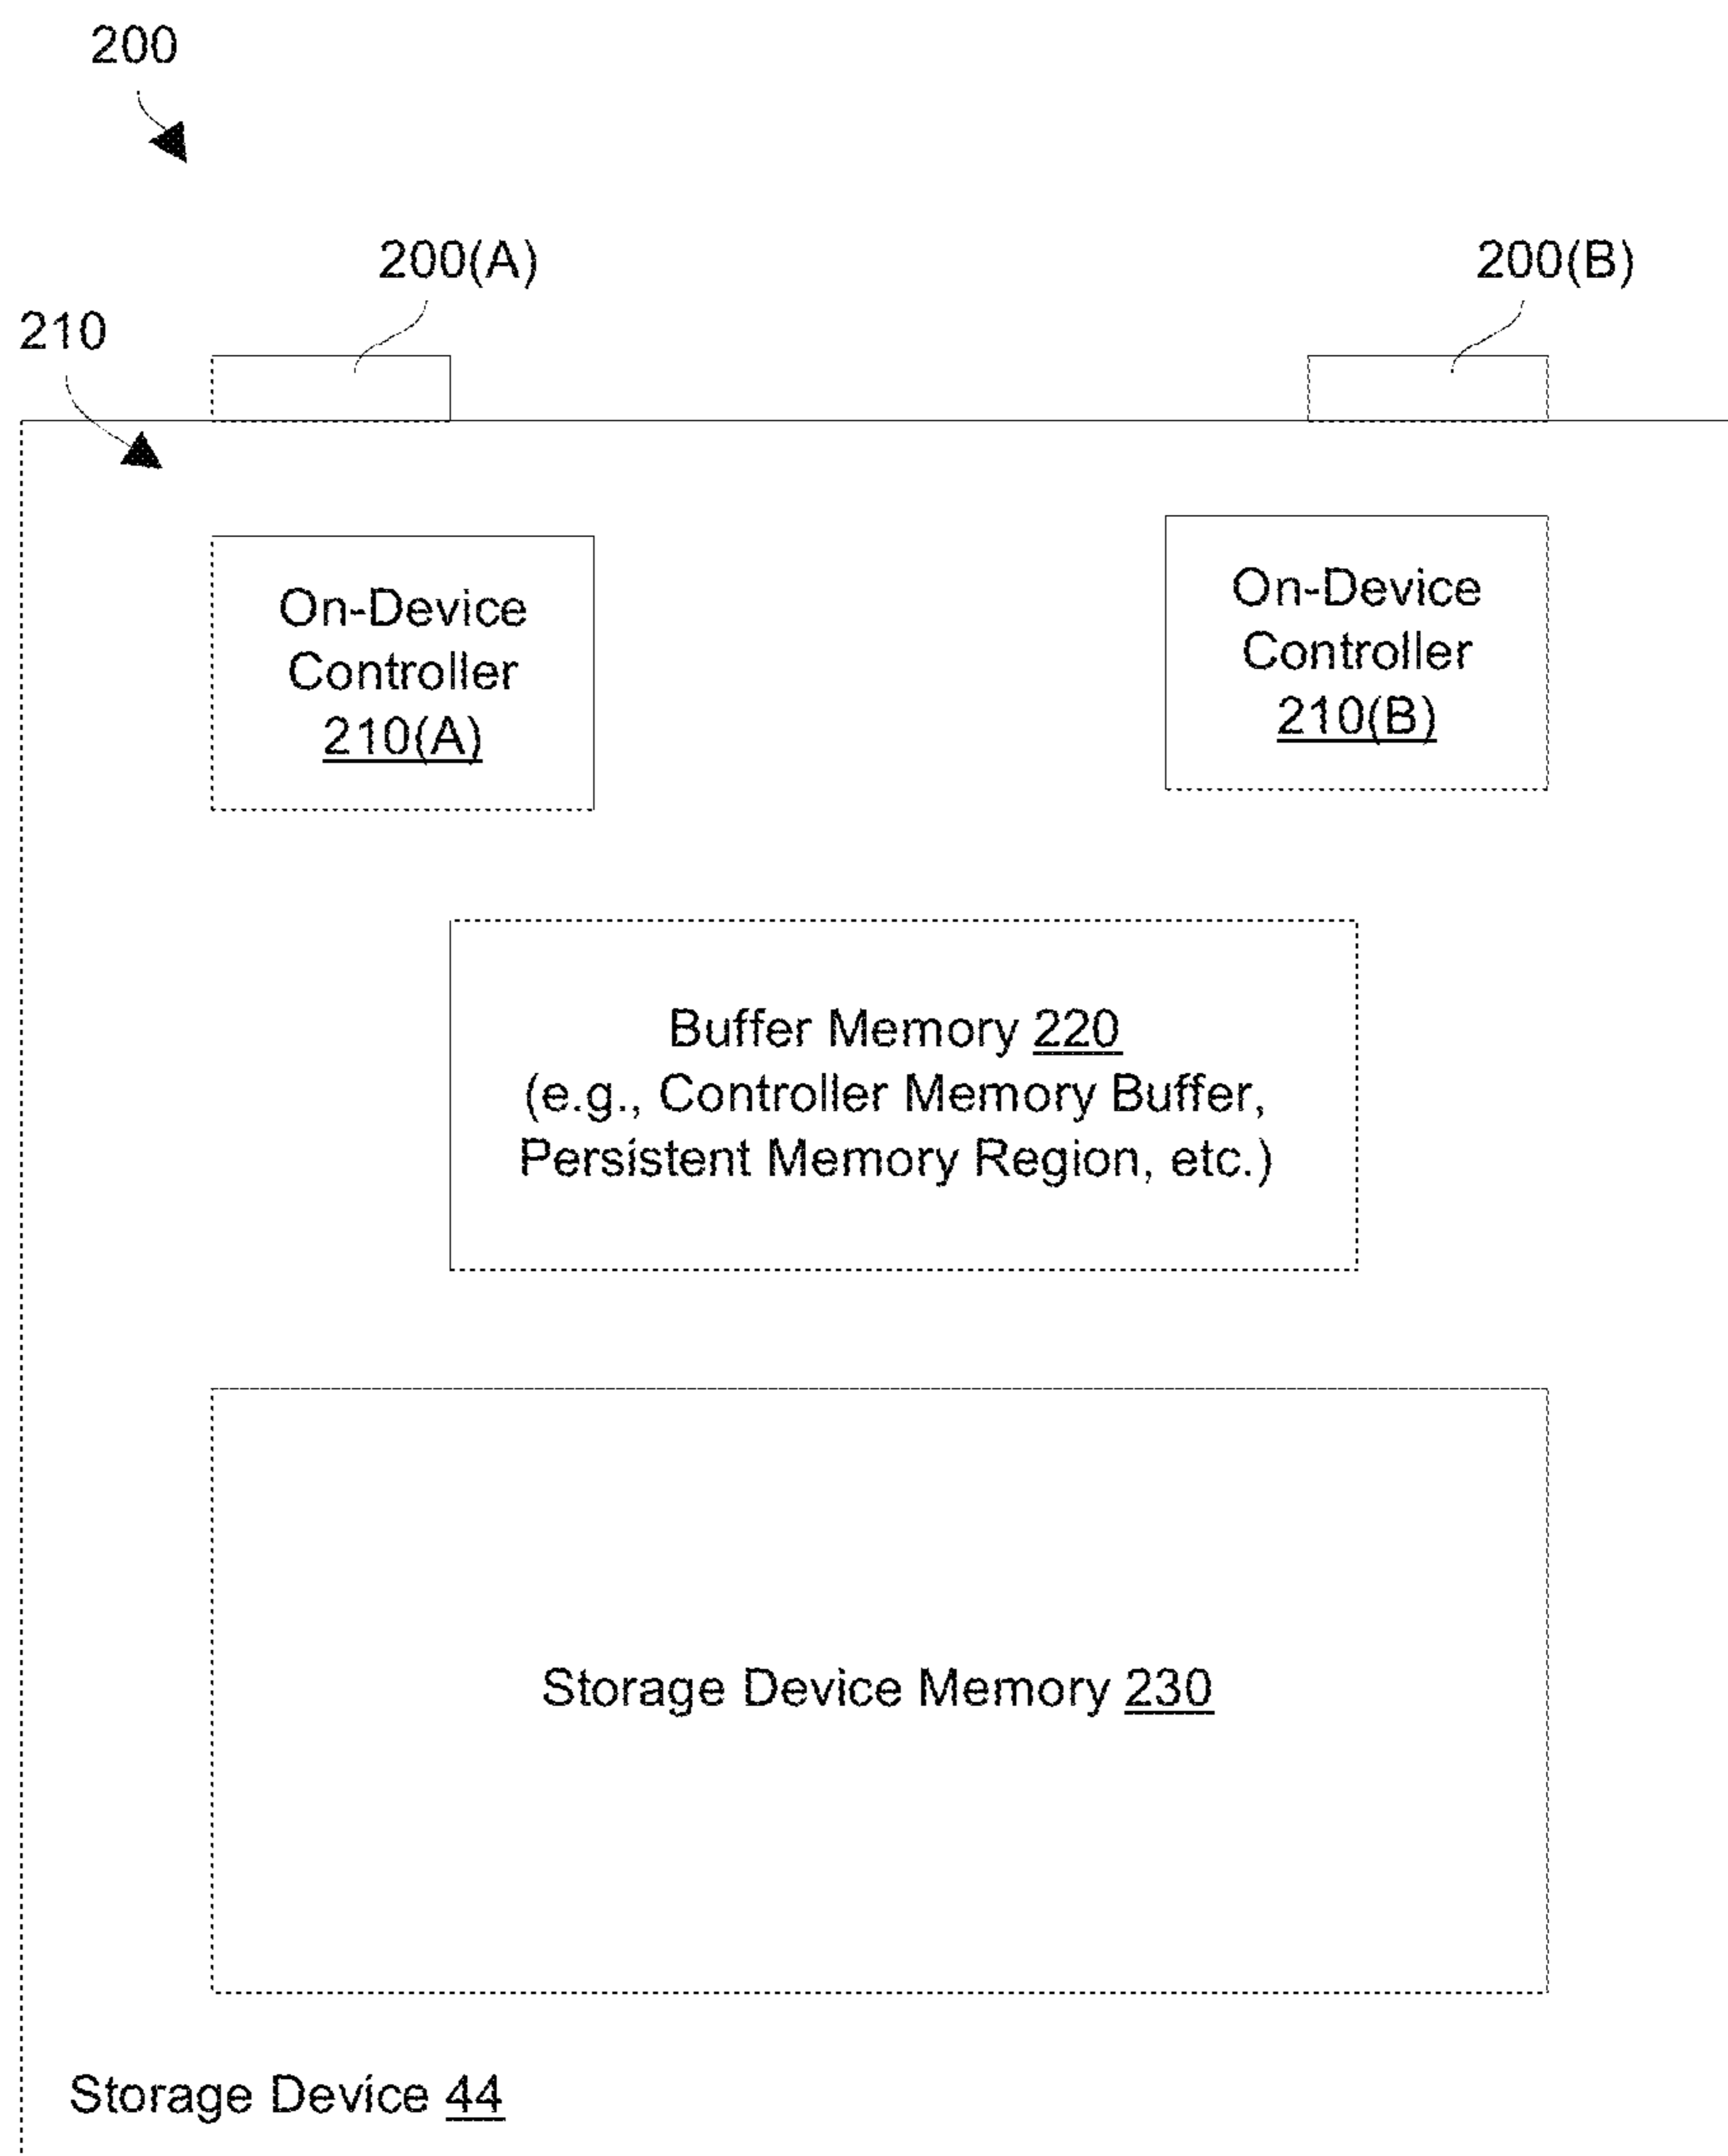 200
200(A)
200(B)
210
On-Device
Controller
210(A)
On-Device
Controller
210(B)
Buffer Memory 220
(e.g., Controller Memory Buffer,
Persistent Memory Region, etc.)
Storage Device Memory 230
Storage Device 44